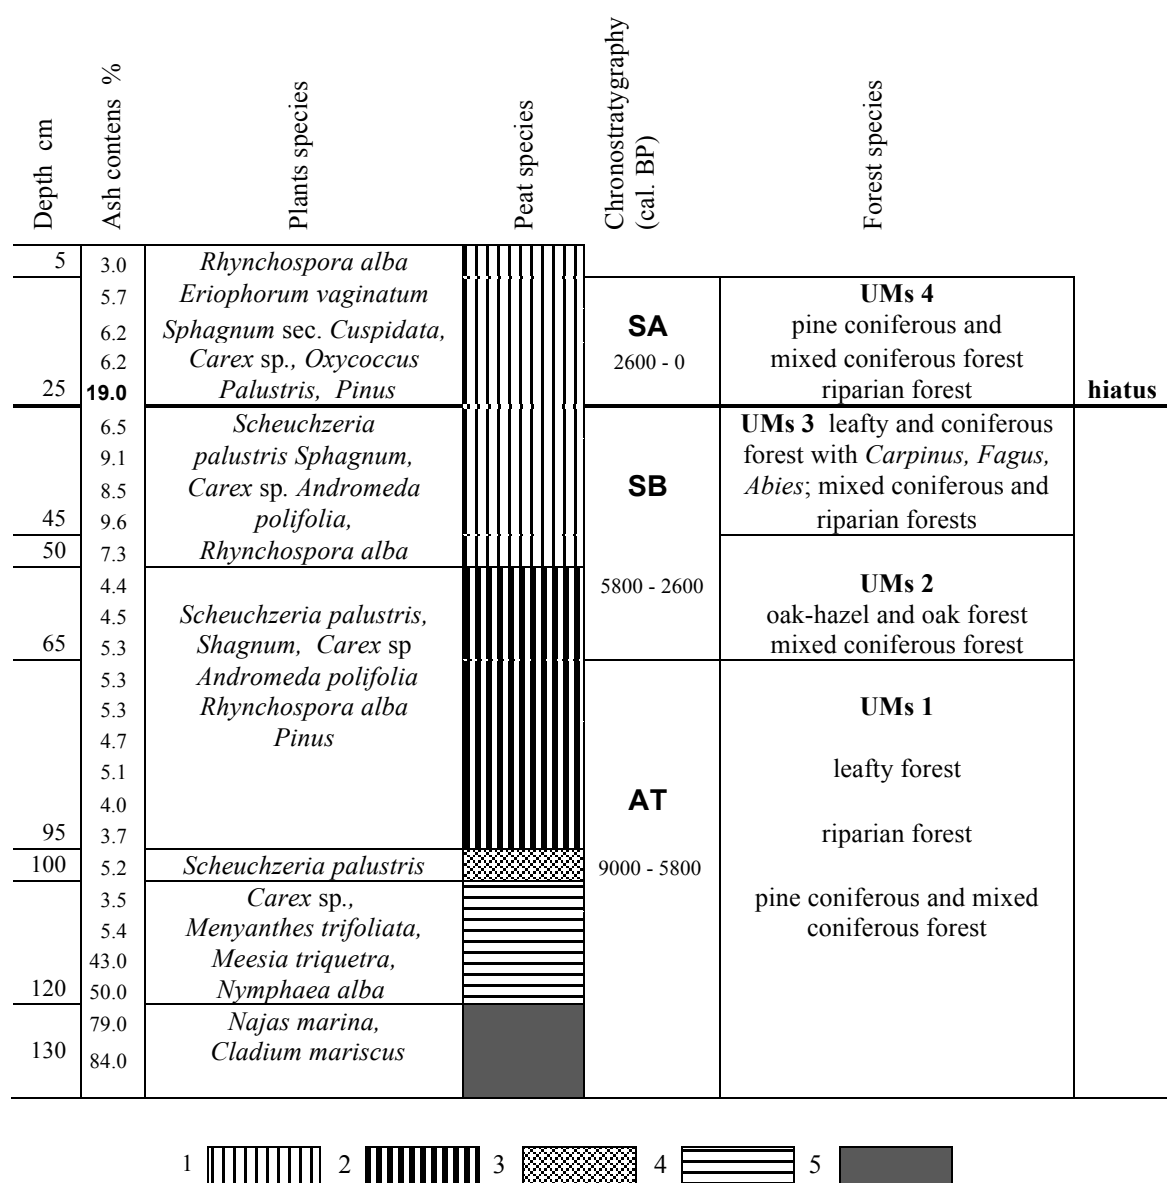 Depth cm
Ash contens %
Plants species
Peat species
Chronostratygraphy
(cal. BP)
Forest species
5 3.0 Rhynchospora alba
5.7 Eriophorum vaginatum UMs 4
6.2 Sphagnum sec. Cuspidata, SA pine coniferous and
6.2 Carex sp., Oxycoccus 2600 - 0 mixed coniferous forest
25 19.0 Palustris, Pinus riparian forest hiatus
6.5 Scheuchzeria UMs 3 leafty and coniferous
9.1 palustris Sphagnum, forest with Carpinus, Fagus,
8.5 Carex sp. Andromeda SB Abies; mixed coniferous and
45 9.6 polifolia, riparian forests
50 7.3 Rhynchospora alba
4.4 5800 - 2600 UMs 2
4.5 Scheuchzeria palustris, oak-hazel and oak forest
65 5.3 Shagnum, Carex sp mixed coniferous forest
5.3 Andromeda polifolia
5.3 Rhynchospora alba UMs 1
4.7 Pinus
5.1 leafty forest
4.0 AT
95 3.7 riparian forest
100 5.2 Scheuchzeria palustris 9000 - 5800
3.5 Carex sp., pine coniferous and mixed
5.4 Menyanthes trifoliata, coniferous forest
43.0 Meesia triquetra,
120 50.0 Nymphaea alba
79.0 Najas marina,
130 84.0 Cladium mariscus
1 2 3 4 5